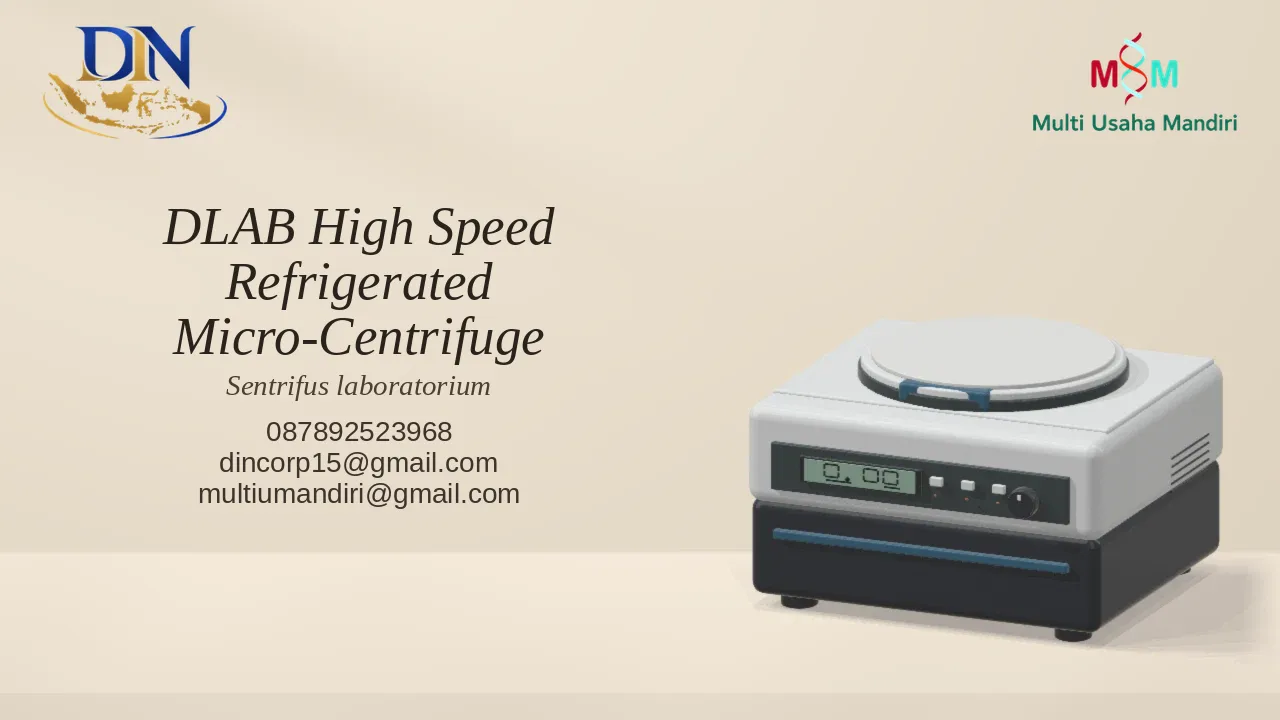 DIN
M M
Multi Usaha Mandiri
DLAB High Speed
Refrigerated
Micro-Centrifuge
Sentrifus laboratorium
087892523968
dincorp15@gmail.com
multiumandiri@gmail.com
0.00